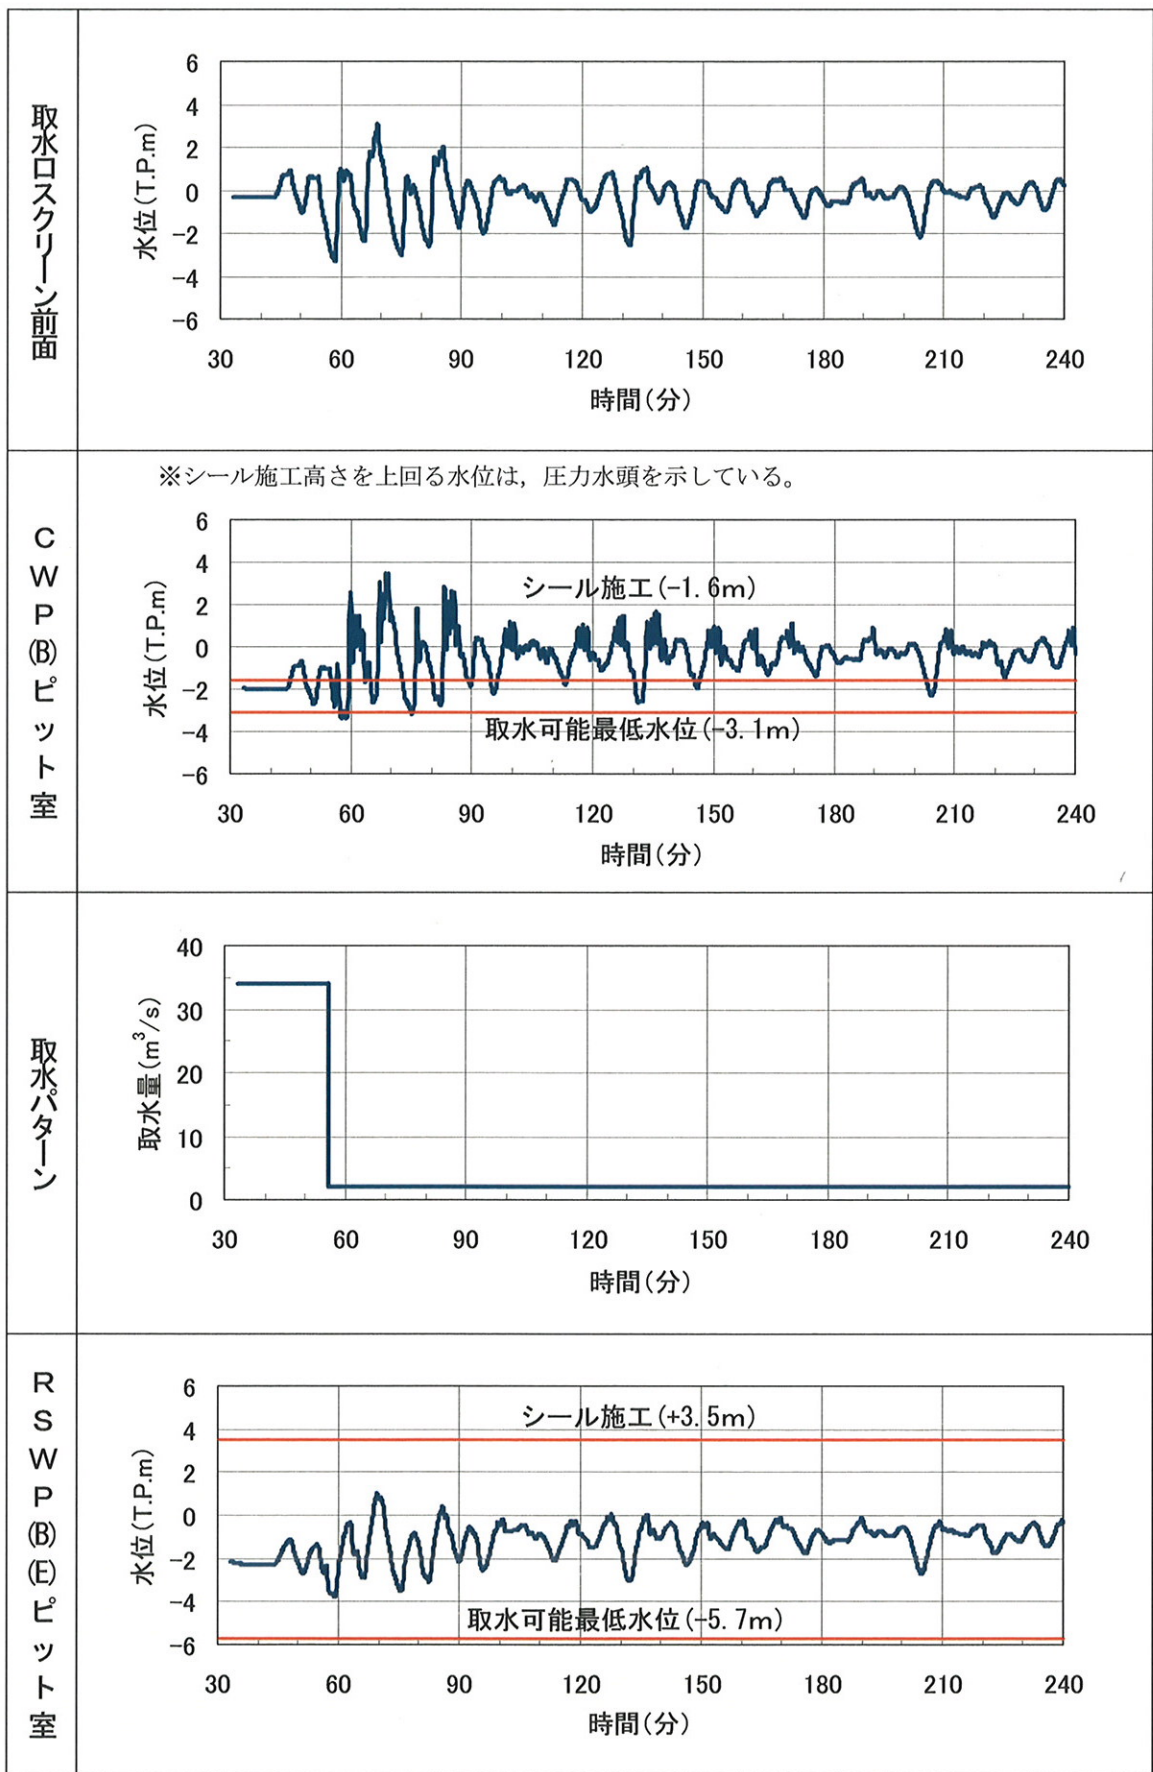 取水口スクリーン前面
水位(T.P.m)
6
4
2
0
-2
-4
-6
30 60 90 120 150 180 210 240
時間(分)
CWP(B)ピット室
※シール施工高さを上回る水位は，圧力水頭を示している。
水位(T.P.m)
6
4
2
0
-2
-4
-6
シール施工(-1.6m)
取水可能最低水位(-3.1m)
30 60 90 120 150 180 210 240
時間(分)
取水パターン
取水量(m³/s)
40
30
20
10
0
30 60 90 120 150 180 210 240
時間(分)
RSWP(B)(E)ピット室
水位(T.P.m)
6
4
2
0
-2
-4
-6
シール施工(+3.5m)
取水可能最低水位(-5.7m)
30 60 90 120 150 180 210 240
時間(分)